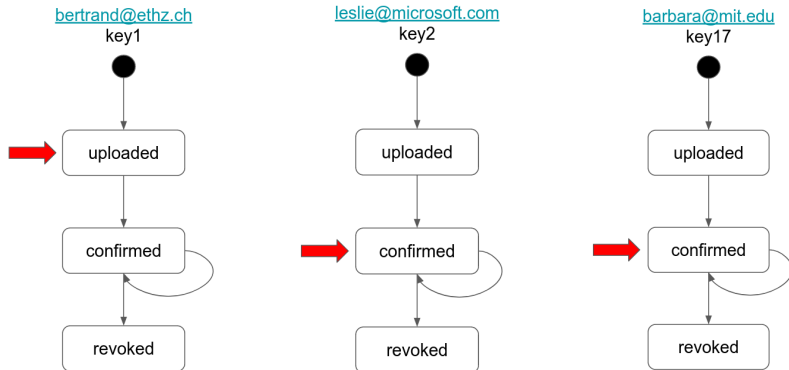 bertrand@ethz.ch
key1
uploaded
confirmed
revoked
leslie@microsoft.com
key2
uploaded
confirmed
revoked
barbara@mit.edu
key17
uploaded
confirmed
revoked